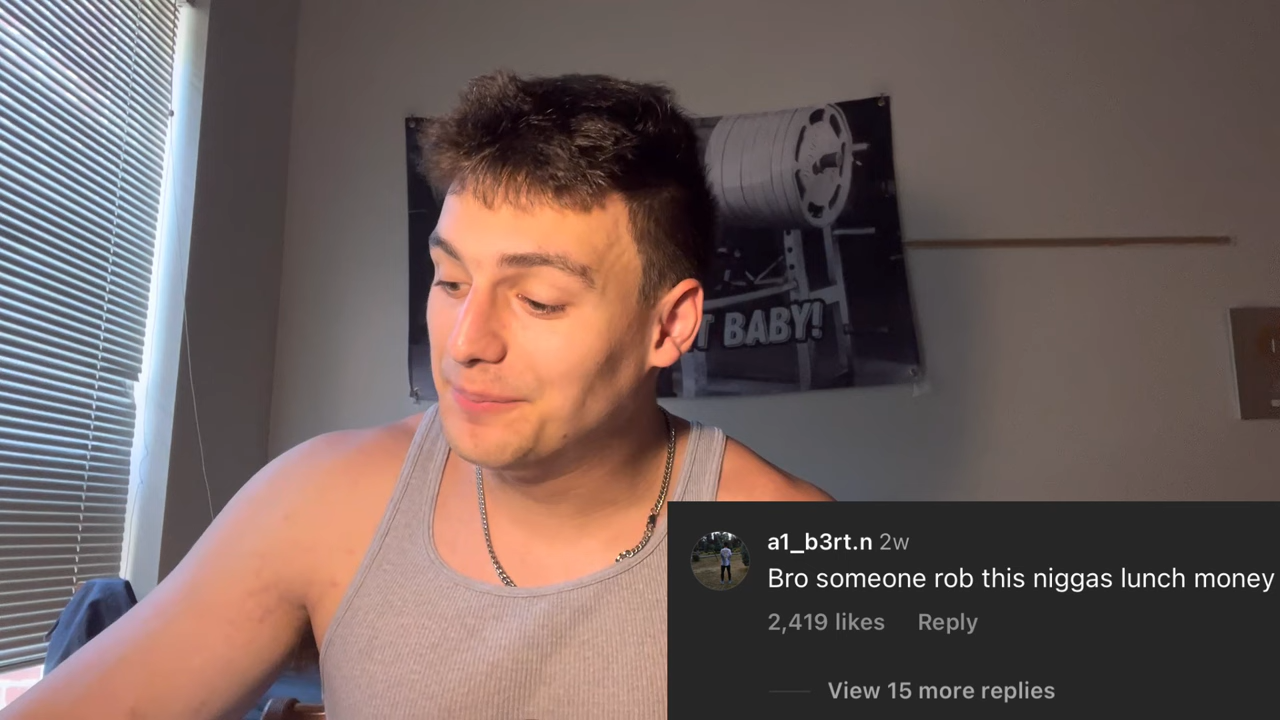 T BABY!
a1_b3rt.n 2w
Bro someone rob this niggas lunch money
2,419 likes Reply
View 15 more replies